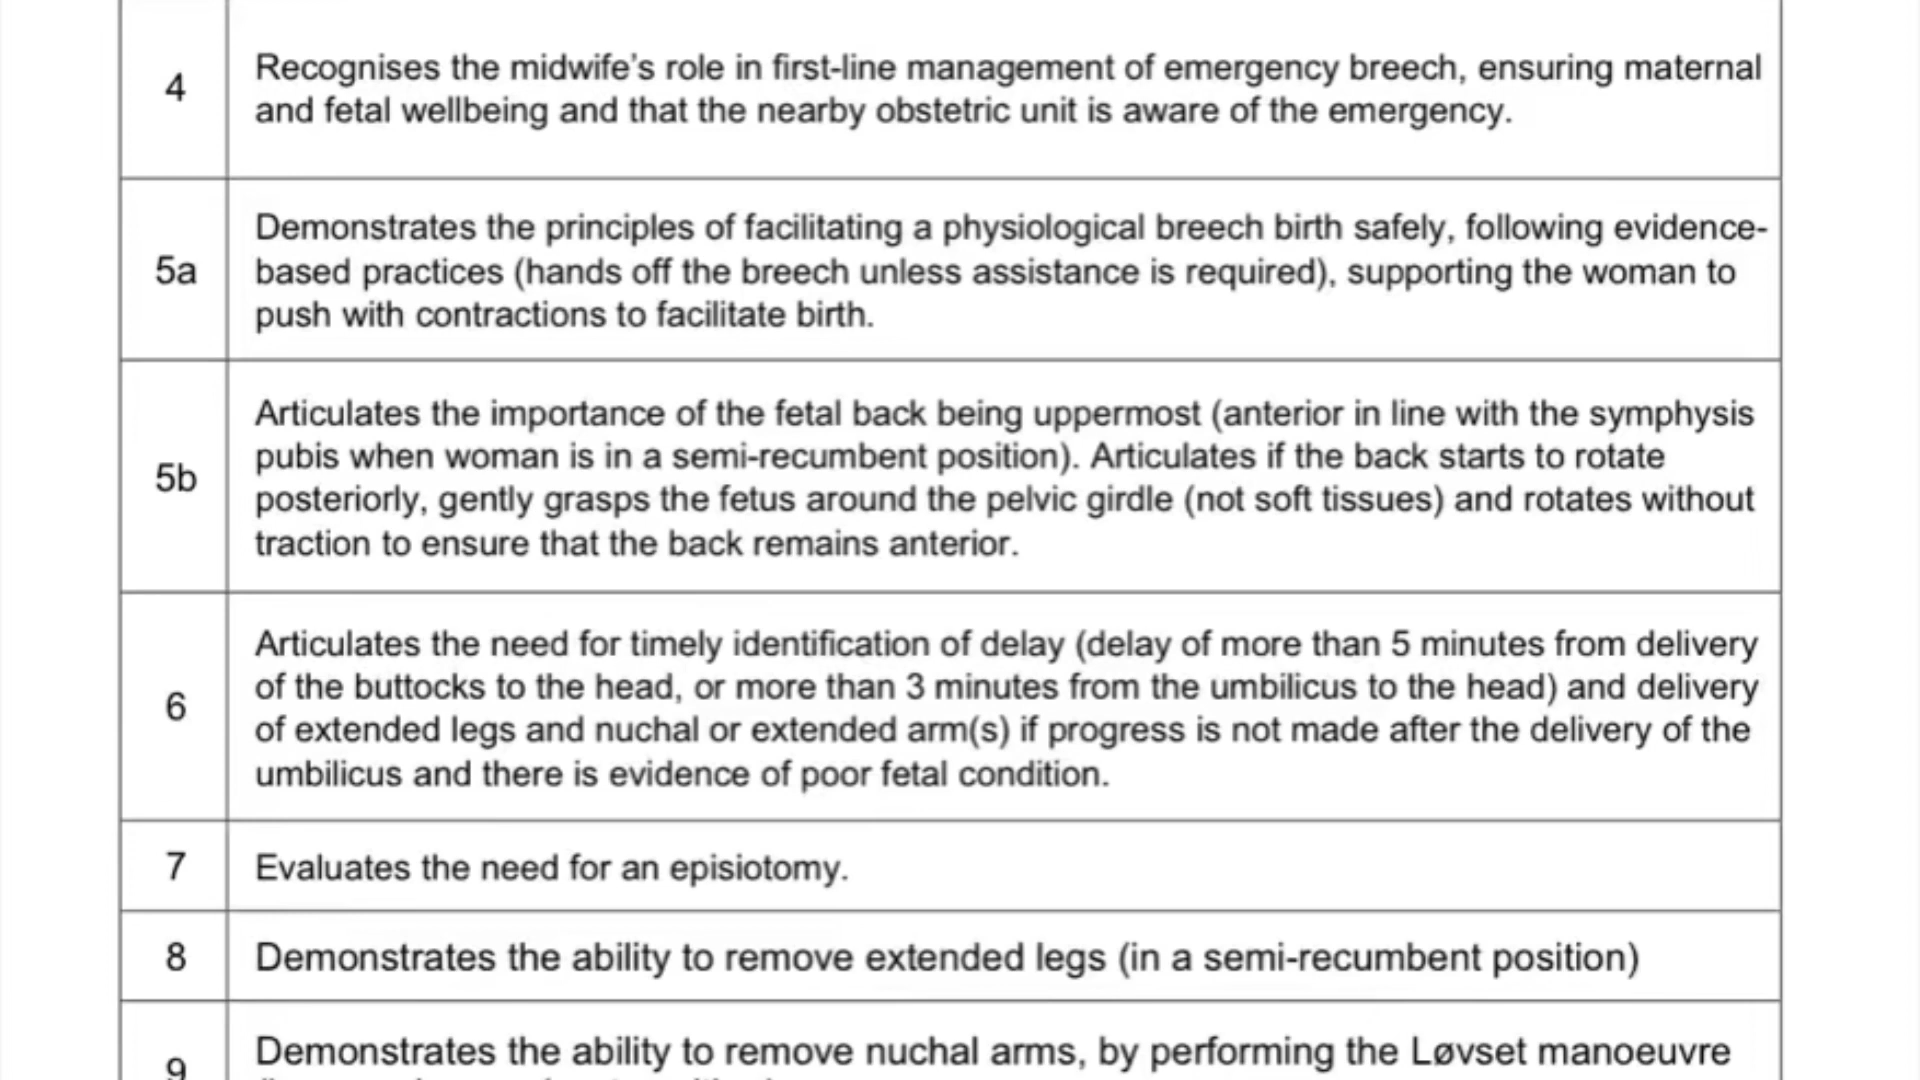 4
Recognises the midwife's role in first-line management of emergency breech, ensuring maternal
and fetal wellbeing and that the nearby obstetric unit is aware of the emergency.
5a
Demonstrates the principles of facilitating a physiological breech birth safely, following evidence-
based practices (hands off the breech unless assistance is required), supporting the woman to
push with contractions to facilitate birth.
5b
Articulates the importance of the fetal back being uppermost (anterior in line with the symphysis
pubis when woman is in a semi-recumbent position). Articulates if the back starts to rotate
posteriorly, gently grasps the fetus around the pelvic girdle (not soft tissues) and rotates without
traction to ensure that the back remains anterior.
6
Articulates the need for timely identification of delay (delay of more than 5 minutes from delivery
of the buttocks to the head, or more than 3 minutes from the umbilicus to the head) and delivery
of extended legs and nuchal or extended arm(s) if progress is not made after the delivery of the
umbilicus and there is evidence of poor fetal condition.
7
Evaluates the need for an episiotomy.
8
Demonstrates the ability to remove extended legs (in a semi-recumbent position)
9
Demonstrates the ability to remove nuchal arms, by performing the Løvset manoeuvre